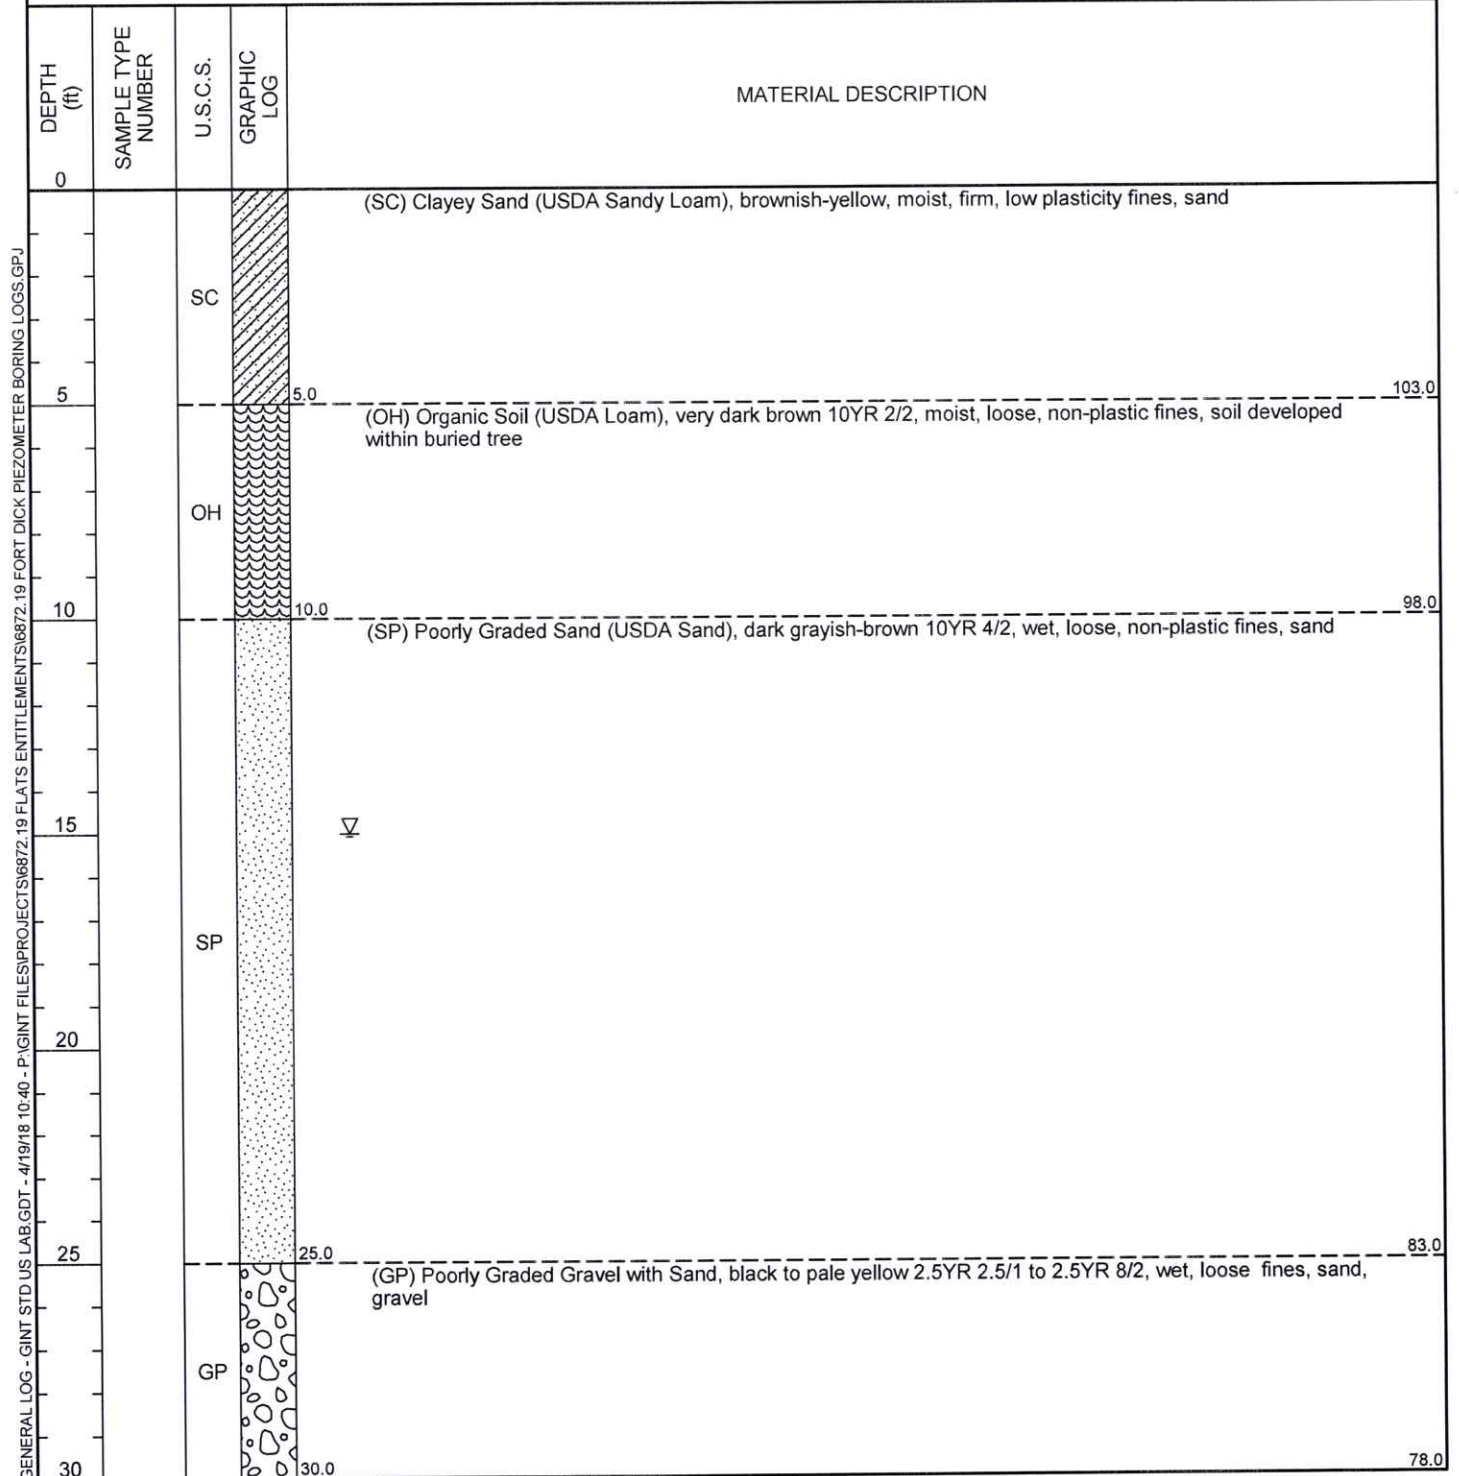 DEPTH
(ft)
SAMPLE TYPE
NUMBER
U.S.C.S.
GRAPHIC
LOG
MATERIAL DESCRIPTION
0
(SC) Clayey Sand (USDA Sandy Loam), brownish-yellow, moist, firm, low plasticity fines, sand
SC
5
5.0
103.0
(OH) Organic Soil (USDA Loam), very dark brown 10YR 2/2, moist, loose, non-plastic fines, soil developed
within buried tree
OH
10
10.0
98.0
(SP) Poorly Graded Sand (USDA Sand), dark grayish-brown 10YR 4/2, wet, loose, non-plastic fines, sand
15
SP
20
25
25.0
83.0
(GP) Poorly Graded Gravel with Sand, black to pale yellow 2.5YR 2.5/1 to 2.5YR 8/2, wet, loose fines, sand,
gravel
GP
30
30.0
78.0
GENERAL LOG - GINT STD US LAB.GDT - 4/19/18 10:40 - P:\GINT FILES\PROJECTS\6872.19 FLATS ENTITLEMENTS\6872.19 FORT DICK PIEZOMETER BORING LOGS.GPJ